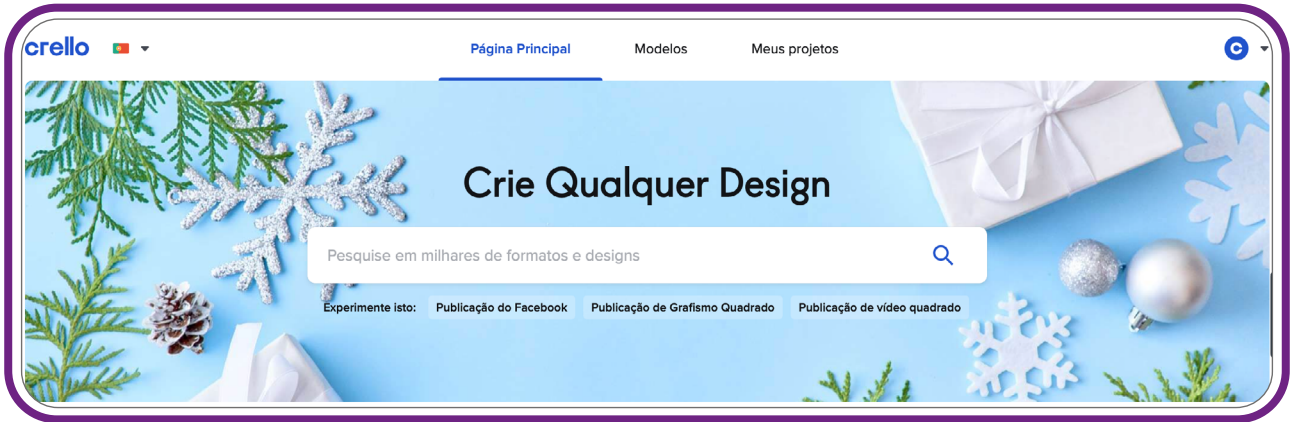 crello
Página Principal
Modelos
Meus projetos
C
Crie Qualquer Design
Pesquise em milhares de formatos e designs
Experimente isto: Publicação do Facebook Publicação de Grafismo Quadrado Publicação de vídeo quadrado